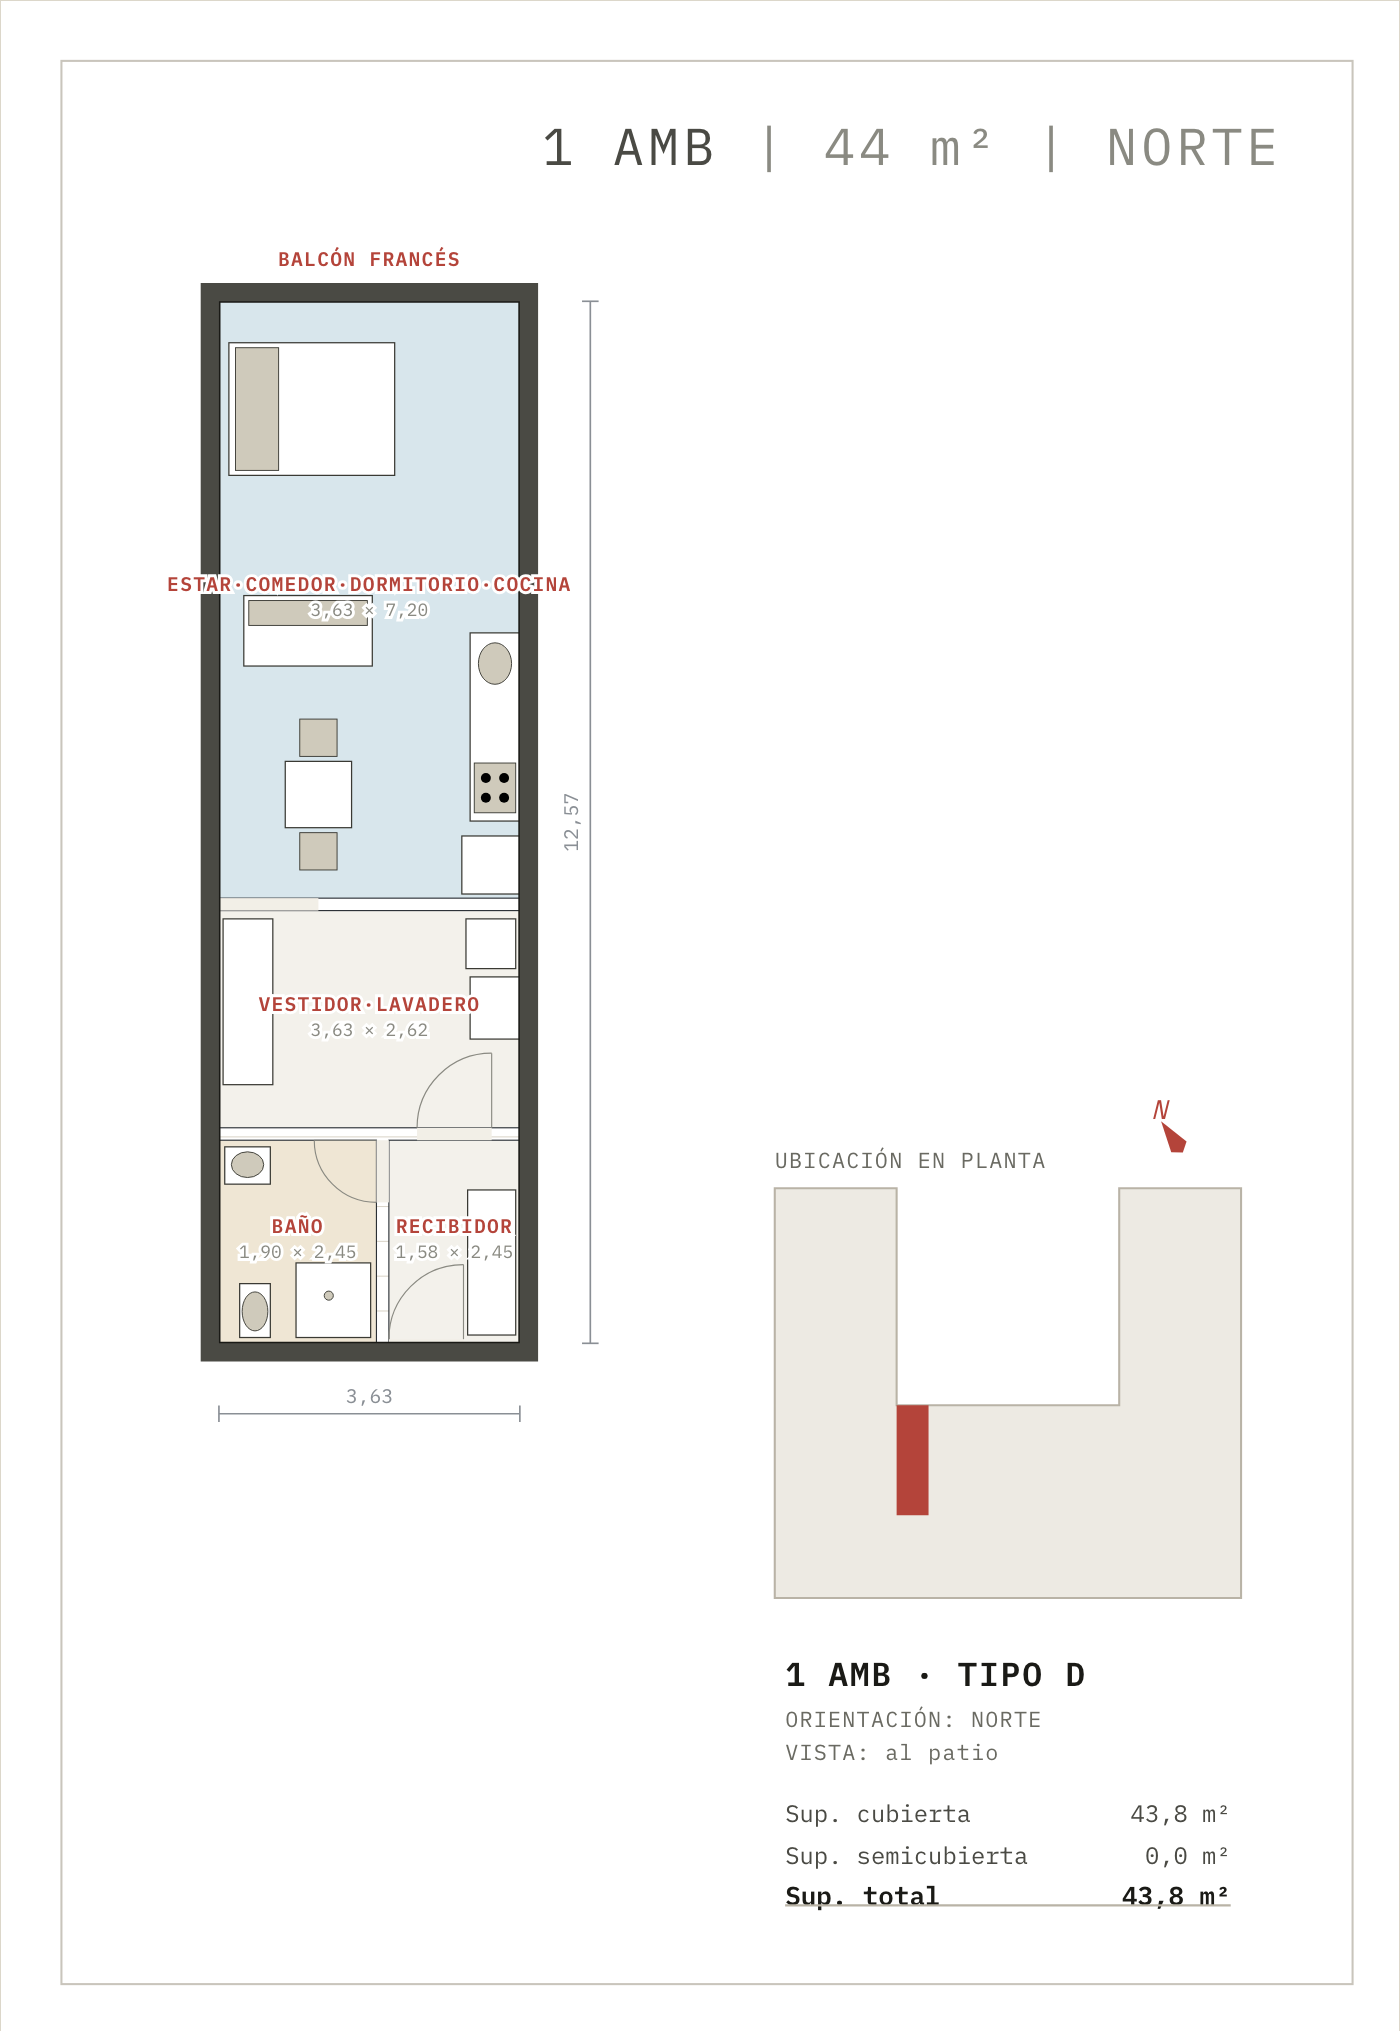 1 AMB | 44 m² | NORTE
BALCÓN FRANCÉS
ESTAR·COMEDOR·DORMITORIO·COCINA
3,63 × 7,20
12,57
VESTIDOR·LAVADERO
3,63 × 2,62
BAÑO
1,90 × 2,45
RECIBIDOR
1,58 × 2,45
3,63
N
UBICACIÓN EN PLANTA
1 AMB · TIPO D
ORIENTACIÓN: NORTE
VISTA: al patio
Sup. cubierta 43,8 m²
Sup. semicubierta 0,0 m²
Sup. total 43,8 m²